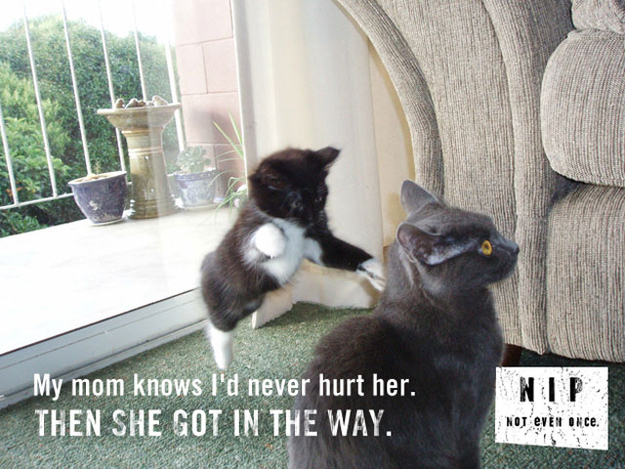 My mom knows I'd never hurt her.
THEN SHE GOT IN THE WAY.
NIP
NOT EVEN ONCE.